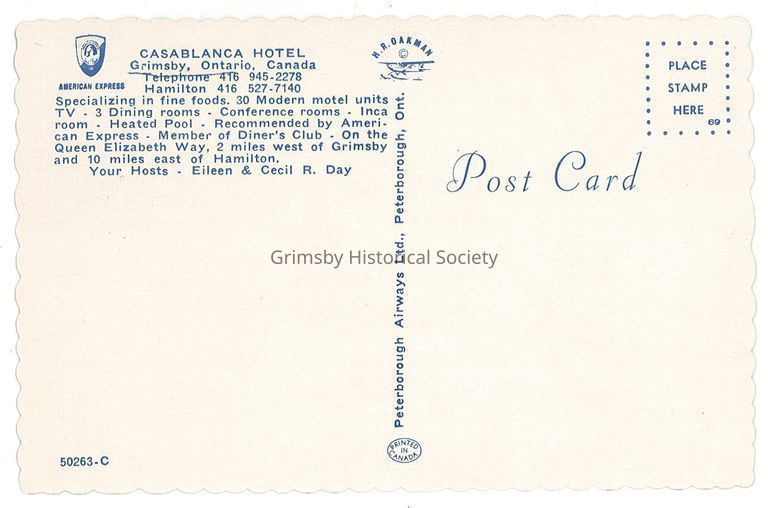 AMERICAN EXPRESS
CASABLANCA HOTEL
Grimsby, Ontario, Canada
Telephone 416 945-2278
Hamilton 416 527-7140
Specializing in fine foods. 30 Modern motel units
TV - 3 Dining rooms - Conference rooms - Inca
room - Heated Pool - Recommended by Ameri-
can Express - Member of Diner's Club - On the
Queen Elizabeth Way, 2 miles west of Grimsby
and 10 miles east of Hamilton.
Your Hosts - Eileen & Cecil R. Day
50263-C
H.R.OAKMAN
©
Peterborough Airways Ltd., Peterborough, Ont.
PRINTED
IN
CANADA
PLACE
STAMP
HERE
69
Post Card
Grimsby Historical Society